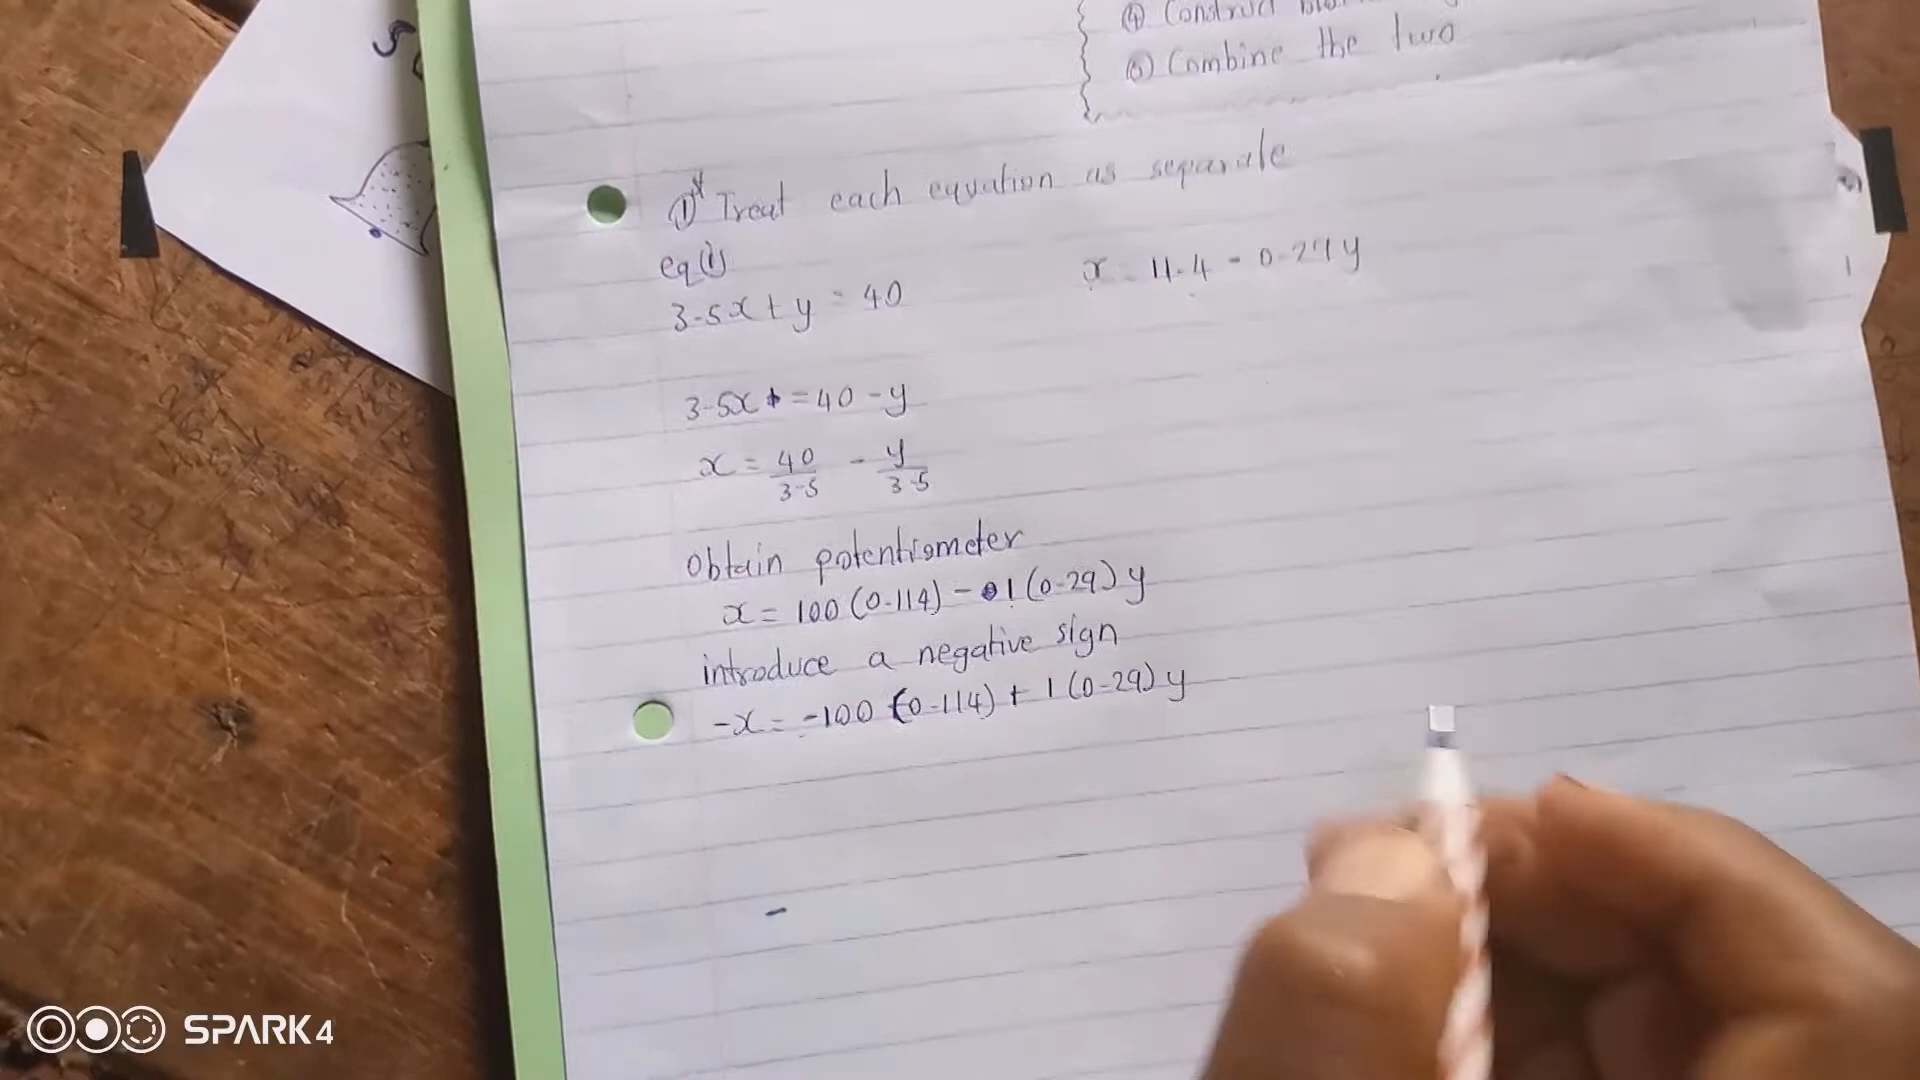 ④ Construct
⑤ Combine the two
①st Treat each equation as separate
eq(i)
3.5x + y = 40
x = 11.4 - 0.29y
3.5x = 40 - y
x = 40/3.5 - y/3.5
Obtain potentiometer
x = 100(0.114) - 1(0.29)y
introduce a negative sign
-x = -100(0.114) + 1(0.29)y
SPARK 4